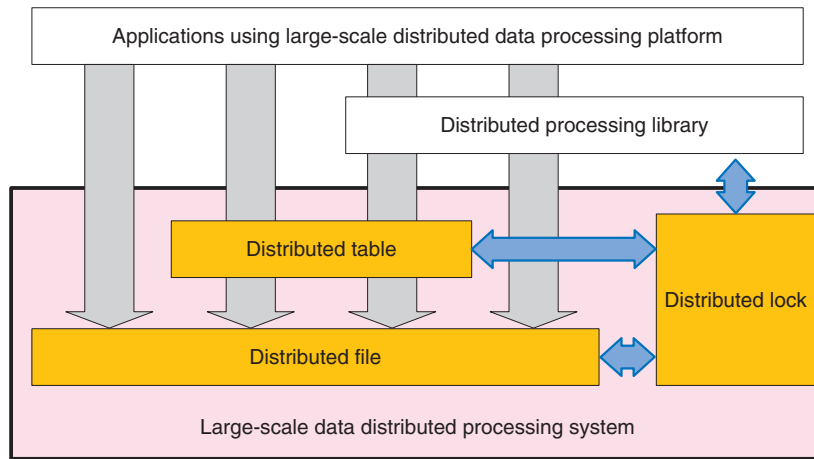 Applications using large-scale distributed data processing platform
Distributed processing library
Distributed table
Distributed lock
Distributed file
Large-scale data distributed processing system